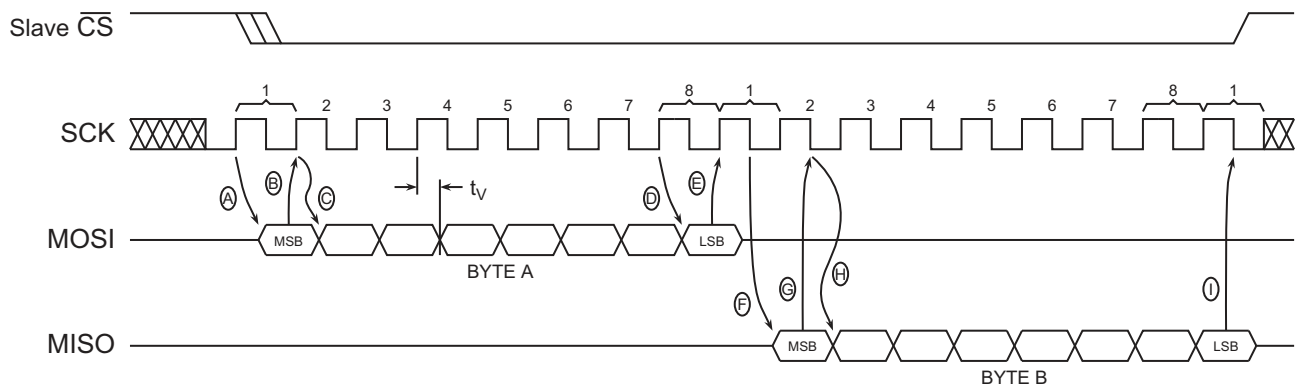 Slave CS
1 2 3 4 5 6 7 8 1 2 3 4 5 6 7 8 1
SCK
A B C tV D E
MOSI MSB LSB
BYTE A
F G H I
MISO MSB LSB
BYTE B